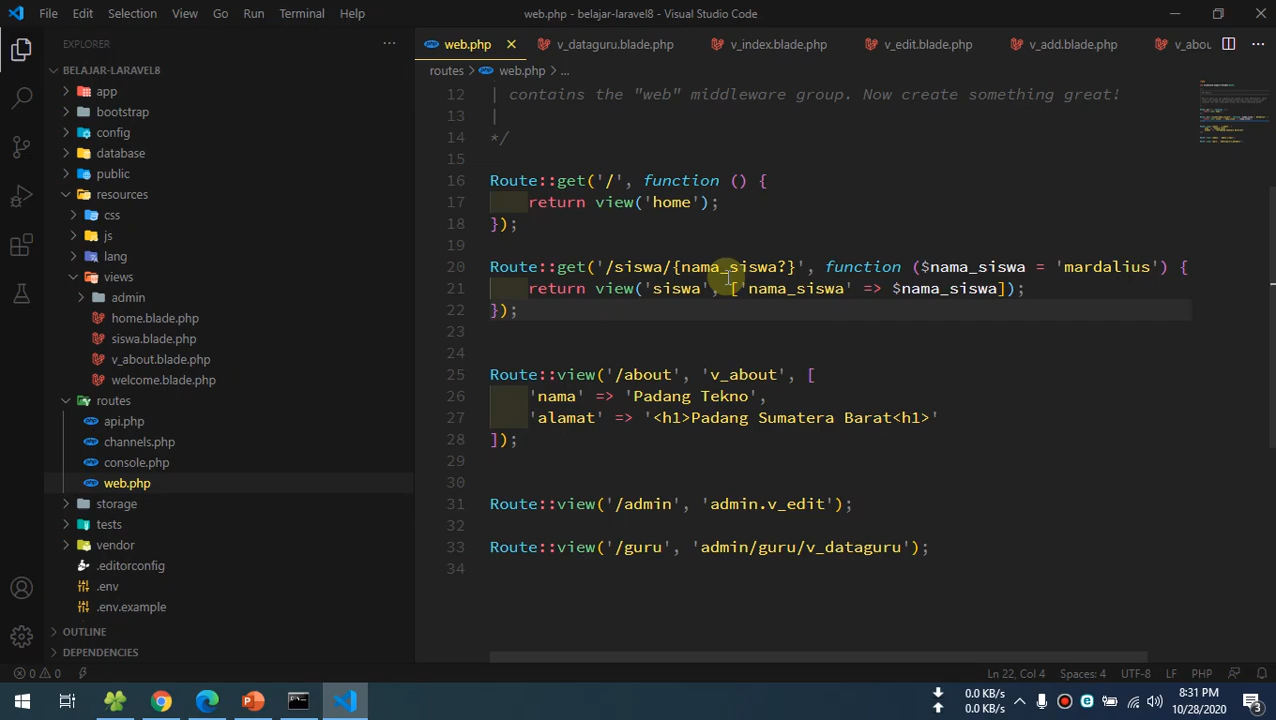 File Edit Selection View Go Run Terminal Help web.php - belajar-laravel8 - Visual Studio Code
EXPLORER
BELAJAR-LARAVEL8
app
bootstrap
config
database
public
resources
css
js
lang
views
admin
home.blade.php
siswa.blade.php
v_about.blade.php
welcome.blade.php
routes
api.php
channels.php
console.php
web.php
storage
tests
vendor
.editorconfig
.env
.env.example
OUTLINE
DEPENDENCIES
web.php v_dataguru.blade.php v_index.blade.php v_edit.blade.php v_add.blade.php v_abou
routes > web.php > ...
12 | contains the "web" middleware group. Now create something great!
13 |
14 */
15
16 Route::get('/', function () {
17 return view('home');
18 });
19
20 Route::get('/siswa/{nama_siswa?}', function ($nama_siswa = 'mardalius') {
21 return view('siswa', ['nama_siswa' => $nama_siswa]);
22 });
23
24
25 Route::view('/about', 'v_about', [
26 'nama' => 'Padang Tekno',
27 'alamat' => '<h1>Padang Sumatera Barat<h1>'
28 ]);
29
30
31 Route::view('/admin', 'admin.v_edit');
32
33 Route::view('/guru', 'admin/guru/v_dataguru');
34
0 0 Ln 22, Col 4 Spaces: 4 UTF-8 LF PHP
0.0 KB/s
0.0 KB/s
8:31 PM
10/28/2020
3